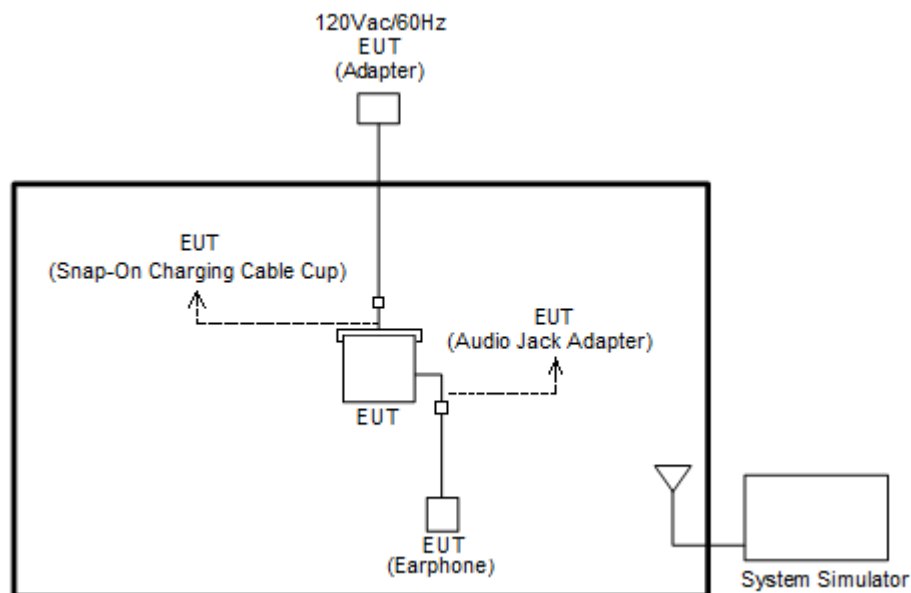 120Vac/60Hz
EUT
(Adapter)
EUT
(Snap-On Charging Cable Cup)
EUT
(Audio Jack Adapter)
EUT
EUT
(Earphone)
System Simulator